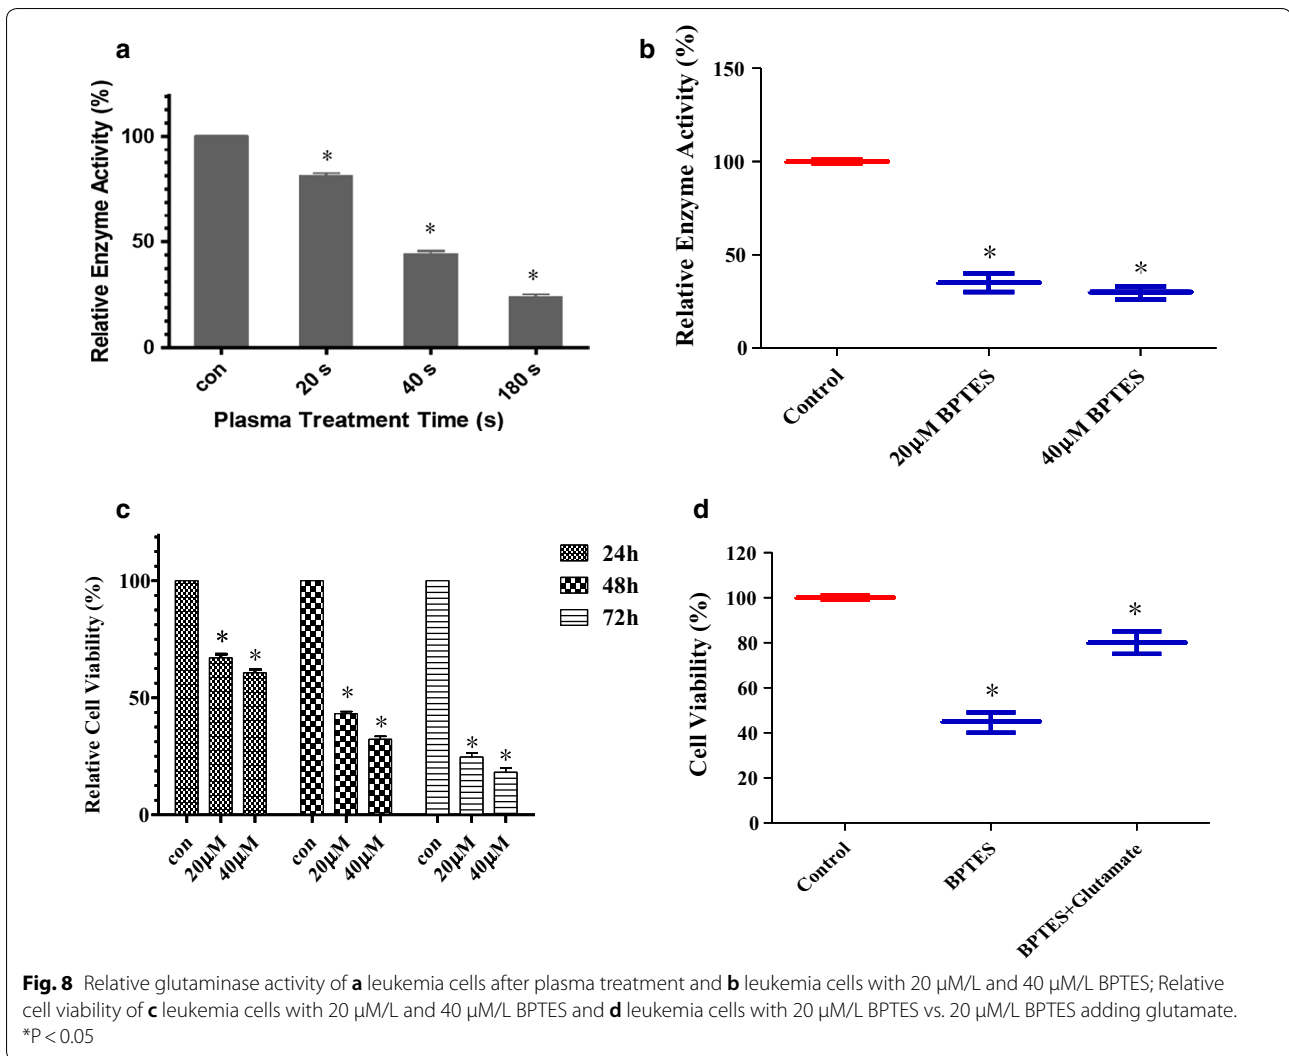 a
Relative Enzyme Activity (%)
100
50
0
con
20 s
40 s
180 s
*
*
*
Plasma Treatment Time (s)
b
Relative Enzyme Activity (%)
150
100
50
0
*
*
Control
20µM BPTES
40µM BPTES
c
Relative Cell Viability (%)
100
50
0
*
*
*
*
*
*
con
20µM
40µM
con
20µM
40µM
con
20µM
40µM
24h
48h
72h
d
Cell Viability (%)
120
100
80
60
40
20
0
*
*
Control
BPTES
BPTES+Glutamate
Fig. 8 Relative glutaminase activity of a leukemia cells after plasma treatment and b leukemia cells with 20 µM/L and 40 µM/L BPTES; Relative
cell viability of c leukemia cells with 20 µM/L and 40 µM/L BPTES and d leukemia cells with 20 µM/L BPTES vs. 20 µM/L BPTES adding glutamate.
*P < 0.05